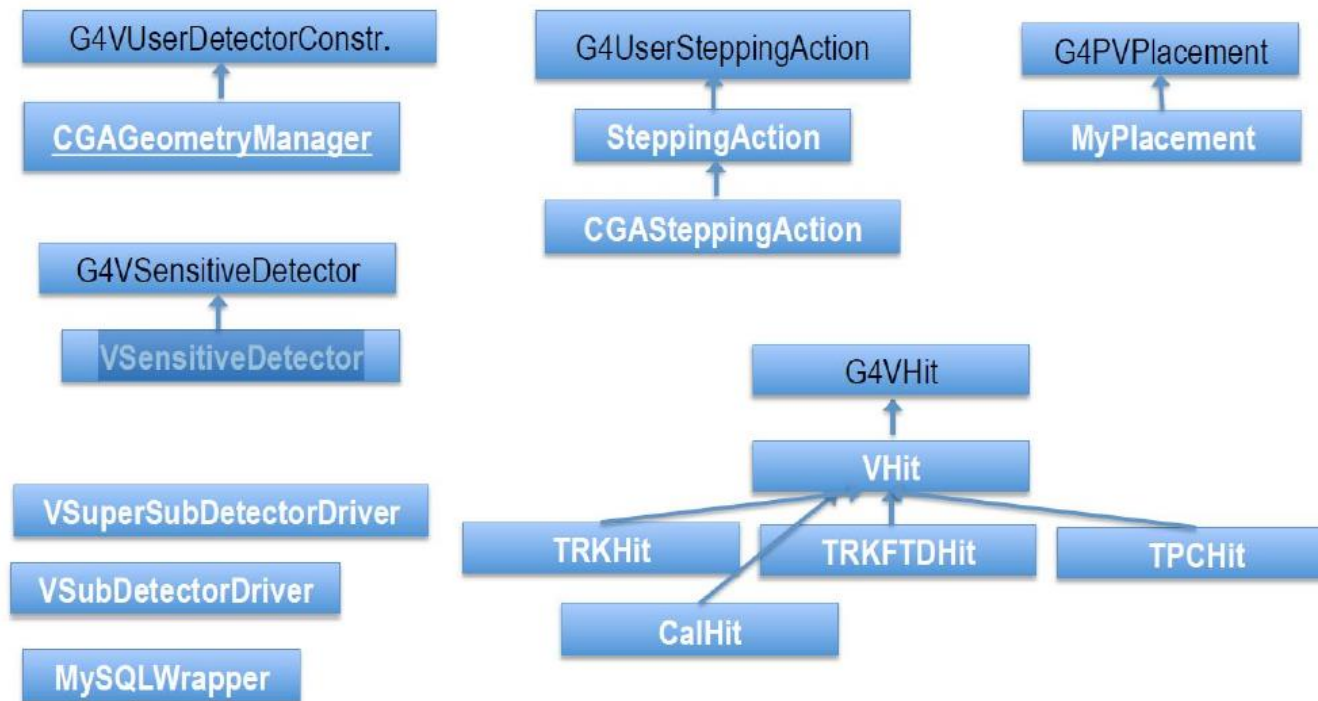 G4VUserDetectorConstr.
CGAGeometryManager
G4UserSteppingAction
SteppingAction
CGASteppingAction
G4PVPlacement
MyPlacement
G4VSensitiveDetector
VSensitiveDetector
G4VHit
VHit
TRKHit
TRKFTDHit
TPCHit
CalHit
VSuperSubDetectorDriver
VSubDetectorDriver
MySQLWrapper